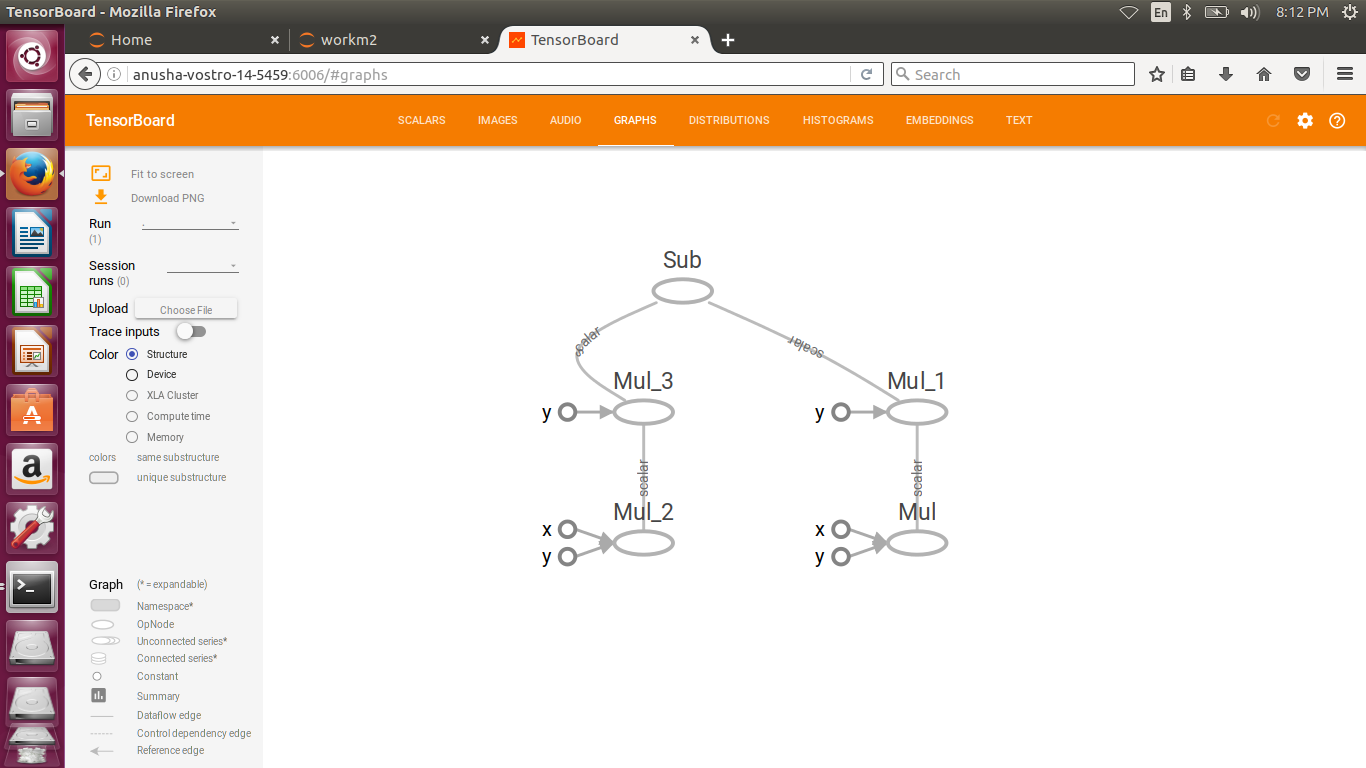 TensorBoard - Mozilla Firefox
En
8:12 PM
Home
workm2
TensorBoard
anusha-vostro-14-5459:6006/#graphs
Search
TensorBoard
SCALARS
IMAGES
AUDIO
GRAPHS
DISTRIBUTIONS
HISTOGRAMS
EMBEDDINGS
TEXT
Fit to screen
Download PNG
Run
(1)
.
Session
runs (0)
Upload
Choose File
Trace inputs
Color
Structure
Device
XLA Cluster
Compute time
Memory
colors
same substructure
unique substructure
Graph
(* = expandable)
Namespace*
OpNode
Unconnected series*
Connected series*
Constant
Summary
Dataflow edge
Control dependency edge
Reference edge
Sub
scalar
scalar
Mul_3
Mul_1
y
y
scalar
scalar
Mul_2
Mul
x
x
y
y